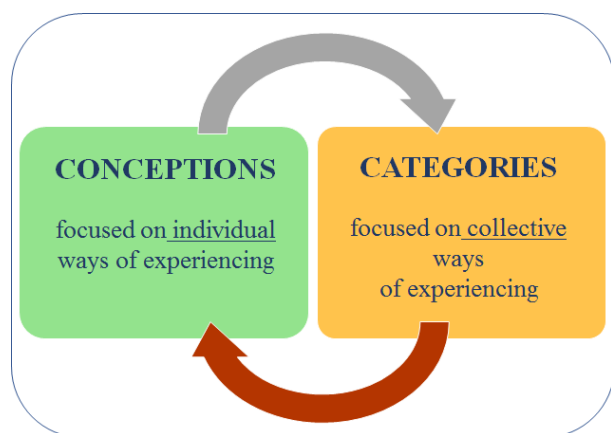 CONCEPTIONS
focused on individual
ways of experiencing
CATEGORIES
focused on collective
ways
of experiencing